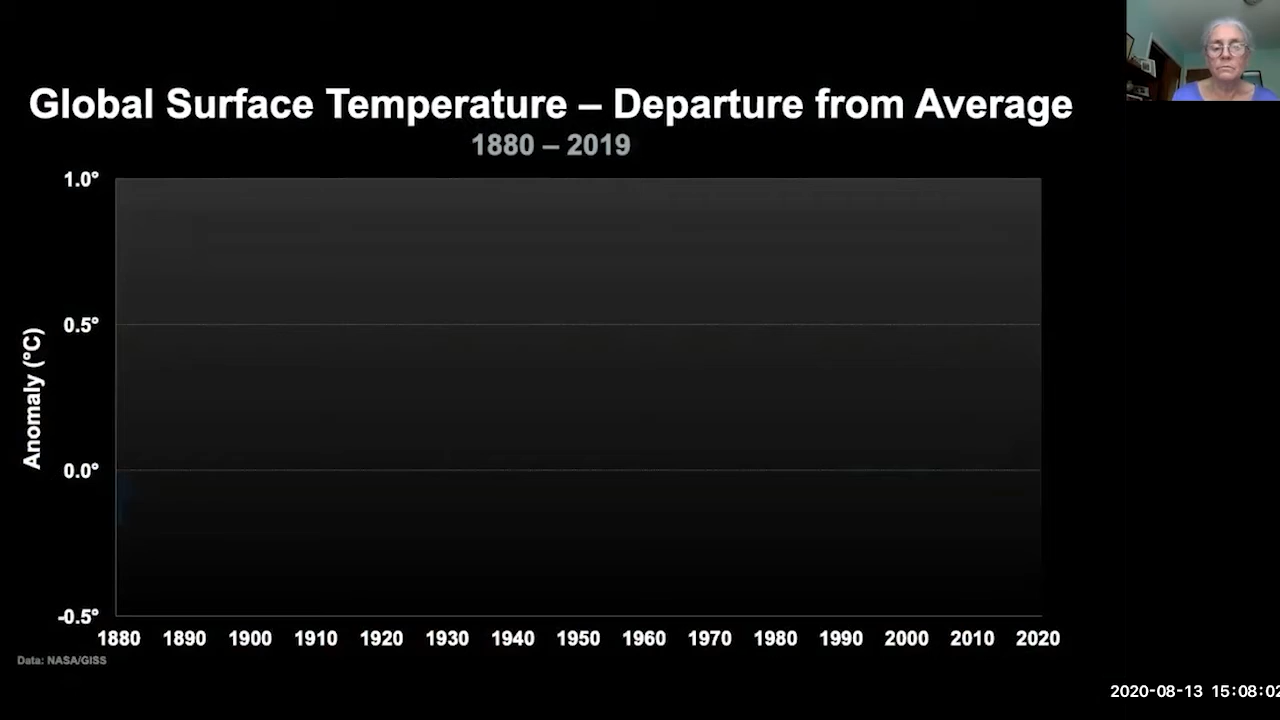 Global Surface Temperature – Departure from Average
1880 – 2019
1.0°
0.5°
0.0°
-0.5°
Anomaly (°C)
1880 1890 1900 1910 1920 1930 1940 1950 1960 1970 1980 1990 2000 2010 2020
Data: NASA/GISS
2020-08-13 15:08:02